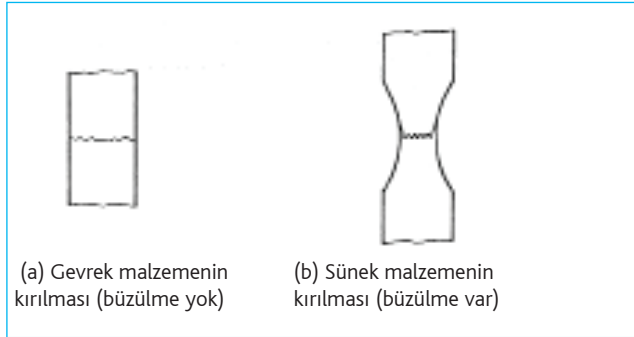 (a) Gevrek malzemenin
kırılması (büzülme yok)
(b) Sünek malzemenin
kırılması (büzülme var)